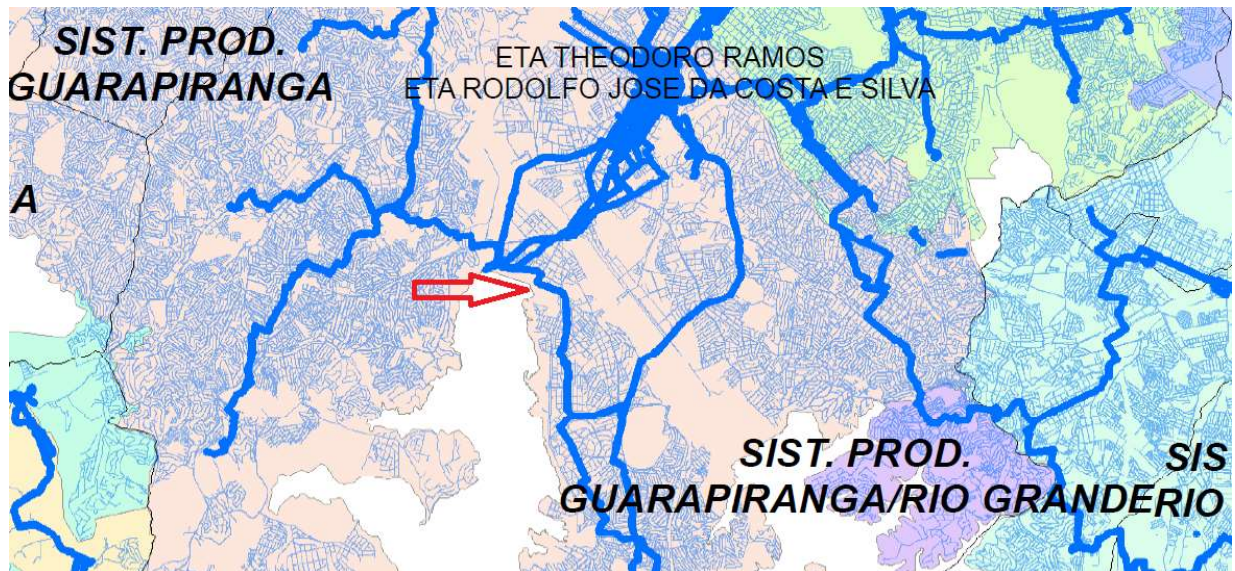 SIST. PROD.
GUARAPIRANGA
ETA THEODORO RAMOS
ETA RODOLFO JOSE DA COSTA E SILVA
A
SIST. PROD.
GUARAPIRANGA/RIO GRANDE
SIS
RIO